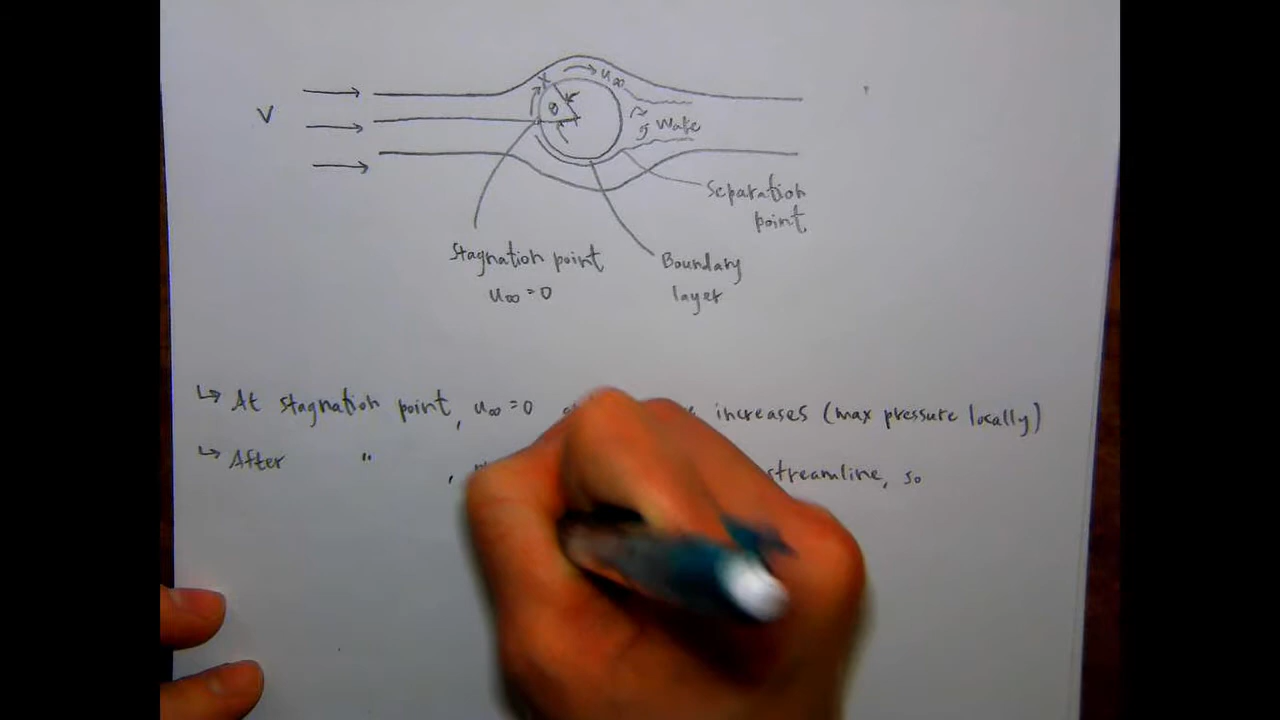 V
θ
x
u∞
Wake
Separation
point
Stagnation point
u∞ = 0
Boundary
layer
↳ At stagnation point, u∞ = 0 increases (max pressure locally)
↳ After " , streamline, so